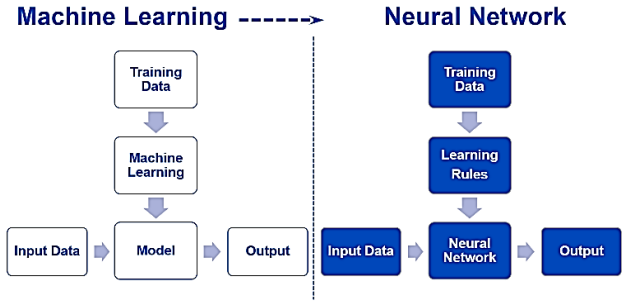 Machine Learning
Neural Network
Training
Data
Machine
Learning
Input Data
Model
Output
Training
Data
Learning
Rules
Input Data
Neural
Network
Output